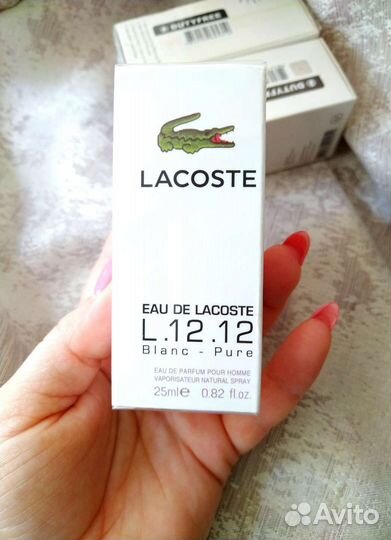 DUTYFREE
DUTYFREE
LACOSTE
EAU DE LACOSTE
L.12.12
Blanc - Pure
EAU DE PARFUM POUR HOMME
VAPORISATEUR NATURAL SPRAY
25ml℮ 0.82 fl.oz.
Avito